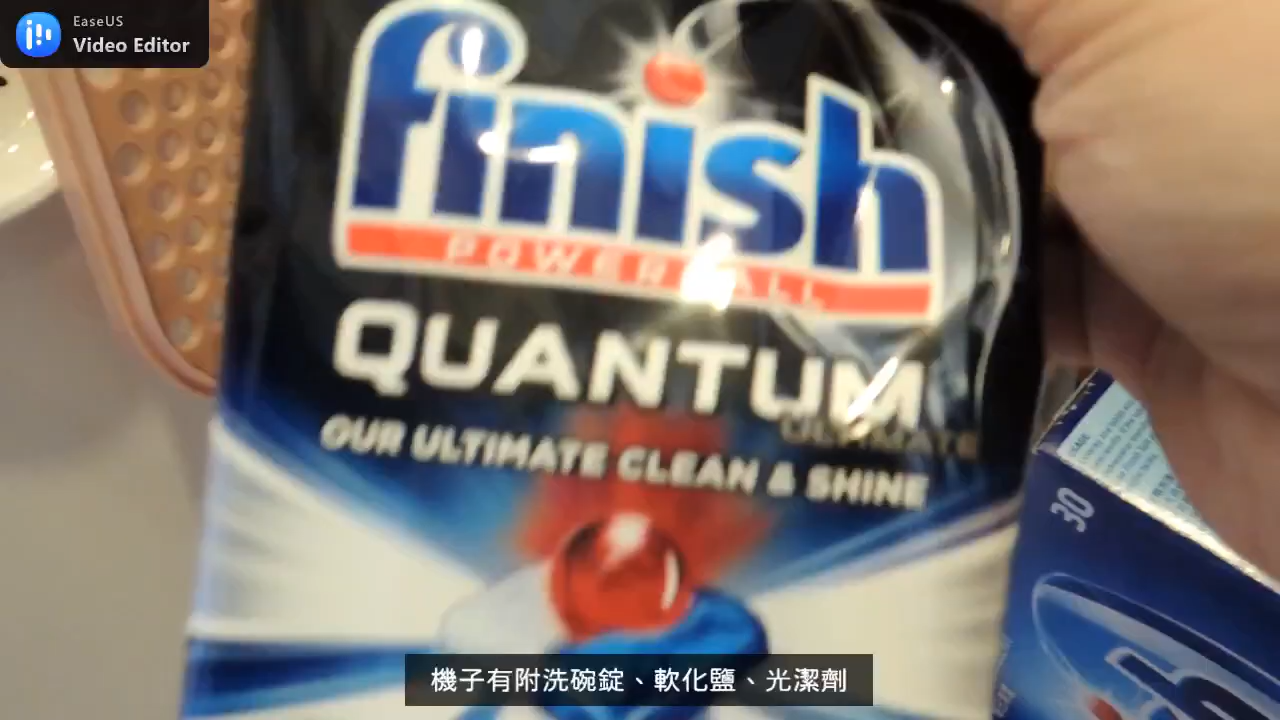 EaseUS
Video Editor
finish
POWERBALL
QUANTUM
ULTIMATE
OUR ULTIMATE CLEAN & SHINE
30
機子有附洗碗錠、軟化鹽、光潔劑